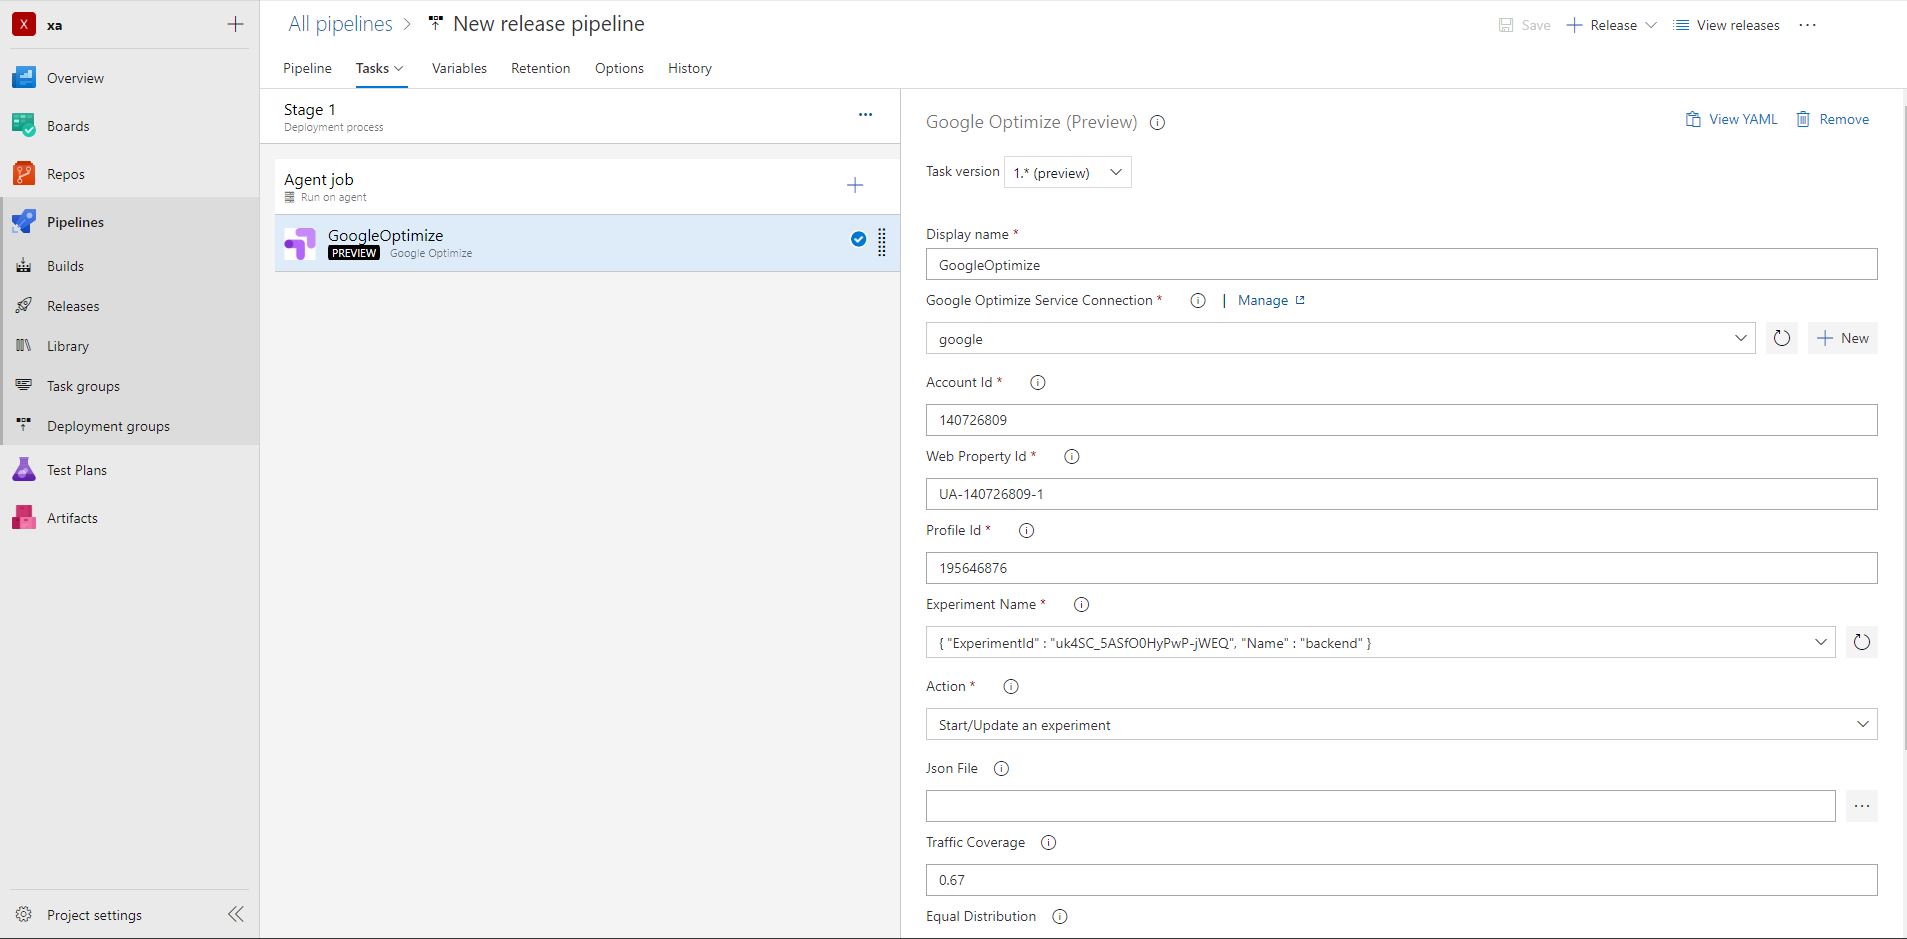 X xa
Overview
Boards
Repos
Pipelines
Builds
Releases
Library
Task groups
Deployment groups
Test Plans
Artifacts
Project settings
All pipelines > New release pipeline
Save Release View releases ...
Pipeline Tasks Variables Retention Options History
Stage 1
Deployment process
...
Agent job
Run on agent
GoogleOptimize
PREVIEW Google Optimize
Google Optimize (Preview)
View YAML Remove
Task version 1.* (preview)
Display name *
GoogleOptimize
Google Optimize Service Connection * | Manage
google
New
Account Id *
140726809
Web Property Id *
UA-140726809-1
Profile Id *
195646876
Experiment Name *
{ "ExperimentId" : "uk4SC_5ASfO0HyPwP-jWEQ", "Name" : "backend" }
Action *
Start/Update an experiment
Json File
...
Traffic Coverage
0.67
Equal Distribution